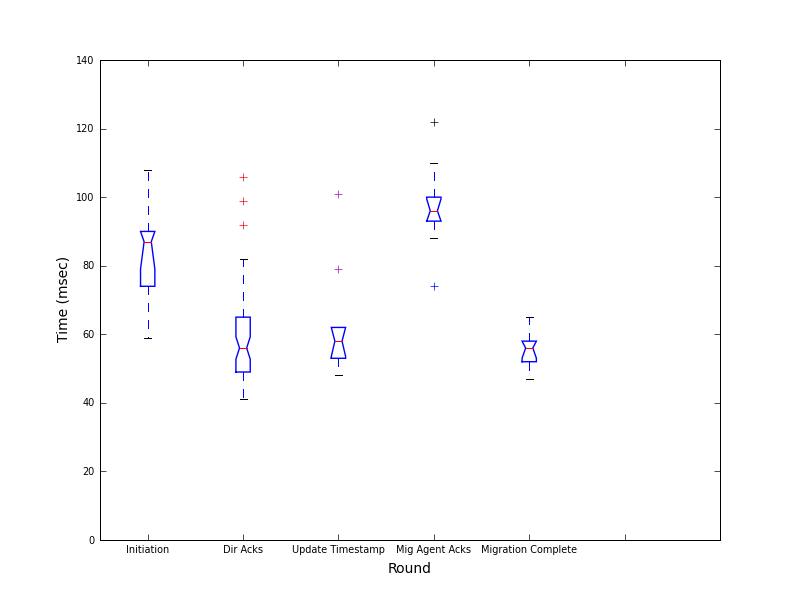 140
120
100
80
60
40
20
0
Time (msec)
Initiation
Dir Acks
Update Timestamp
Mig Agent Acks
Migration Complete
Round